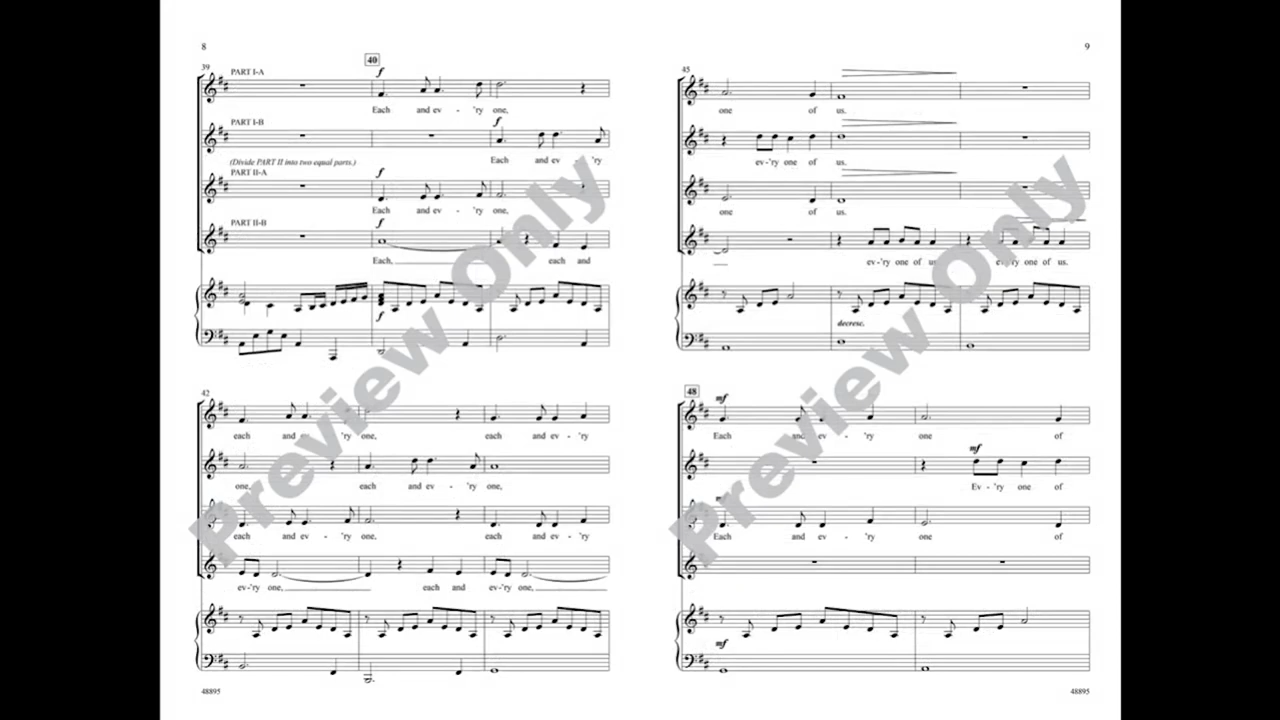 8
39
40
PART I-A
f
Each and ev - 'ry one,
PART I-B
f
Each and ev 'ry
(Divide PART II into two equal parts.)
PART II-A
f
Each and ev - 'ry one,
PART II-B
f
Each, each and
f
42
each and 'ry one, each and ev - 'ry
one, each and ev - 'ry one,
each and ev - 'ry one, each and ev - 'ry
ev-'ry one, each and ev-'ry one,
48895
9
45
one of us.
ev-'ry one of us.
one of us.
ev-'ry one of us, ev-'ry one of us.
decresc.
48
mf
Each and ev - 'ry one of
mf
Ev - 'ry one of
Each and ev - 'ry one of
mf
48895
Preview Only
Preview Only